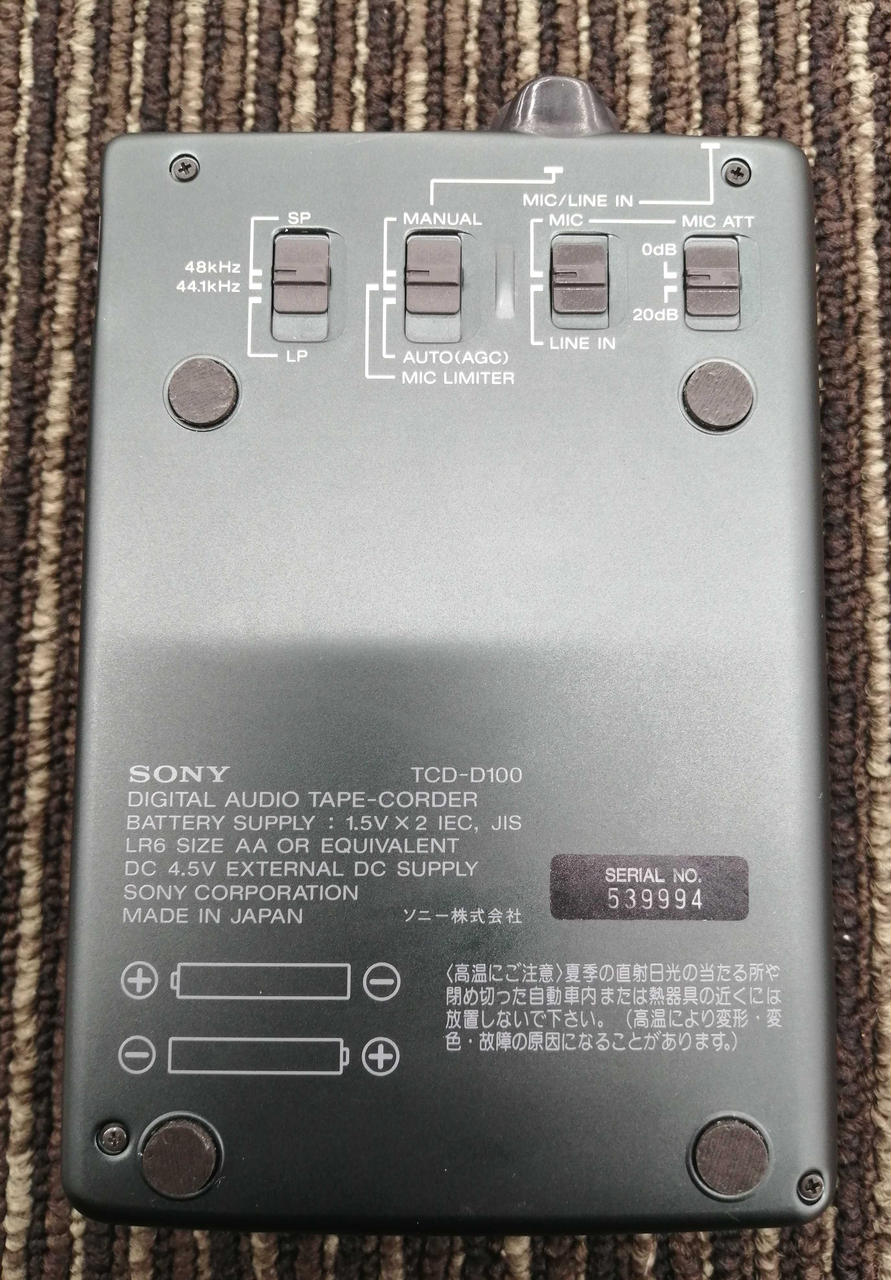 MIC/LINE IN
SP MANUAL MIC MIC ATT
0dB
48kHz
44.1kHz
20dB
LINE IN
LP AUTO(AGC)
MIC LIMITER
SONY TCD-D100
DIGITAL AUDIO TAPE-CORDER
BATTERY SUPPLY : 1.5V X 2 IEC, JIS
LR6 SIZE AA OR EQUIVALENT
DC 4.5V EXTERNAL DC SUPPLY
SONY CORPORATION
MADE IN JAPAN ソニー株式会社
SERIAL NO.
539994
⊕ ⊖
⊖ ⊕
〈高温にご注意〉夏季の直射日光の当たる所や
閉め切った自動車内または熱器具の近くには
放置しないで下さい。（高温により変形・変
色・故障の原因になることがあります。）